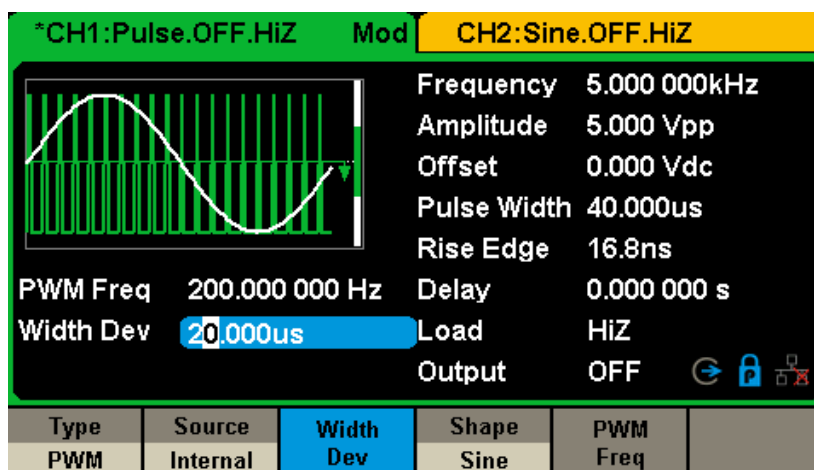 *CH1:Pulse.OFF.HiZ Mod CH2:Sine.OFF.HiZ
Frequency 5.000 000kHz
Amplitude 5.000 Vpp
Offset 0.000 Vdc
Pulse Width 40.000us
Rise Edge 16.8ns
PWM Freq 200.000 000 Hz Delay 0.000 000 s
Width Dev 20.000us Load HiZ
Output OFF P
Type Source Width Dev Shape PWM Freq
PWM Internal Sine